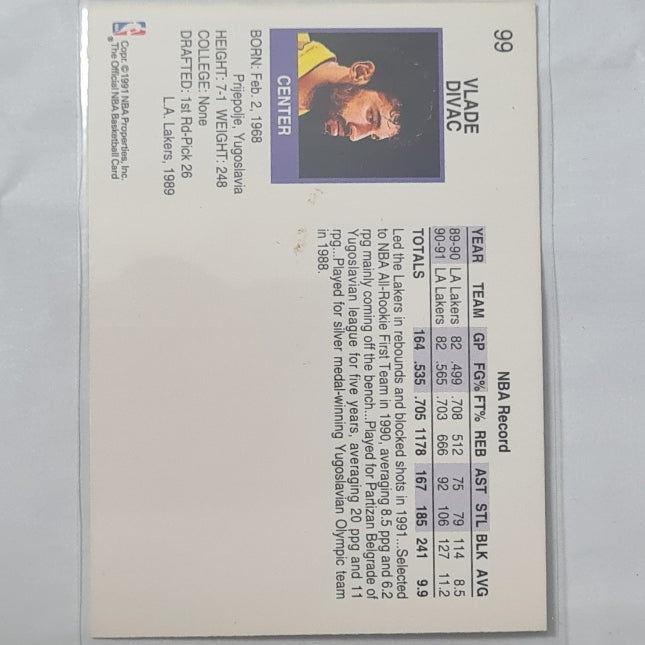 99
VLADE
DIVAC
CENTER
BORN: Feb. 2, 1968
Prijepolje, Yugoslavia
HEIGHT: 7-1 WEIGHT: 248
COLLEGE: None
DRAFTED: 1st Rd-Pick 26
L.A. Lakers, 1989
Copr. ©1991 NBA Properties, Inc.
The Official NBA Basketball Card
NBA Record
YEAR TEAM GP FG% FT% REB AST STL BLK AVG
89-90 LA Lakers 82 .499 .708 512 75 79 114 8.5
90-91 LA Lakers 82 .565 .703 666 92 106 127 11.2
TOTALS 164 .535 .705 1178 167 185 241 9.9
Led the Lakers in rebounds and blocked shots in 1991...Selected
to NBA All-Rookie First Team in 1990, averaging 8.5 ppg and 6.2
rpg mainly coming off the bench...Played for Partizan Belgrade of
Yugoslavian league for five years, averaging 20 ppg and 11
rpg...Played for silver medal-winning Yugoslavian Olympic team
in 1988.